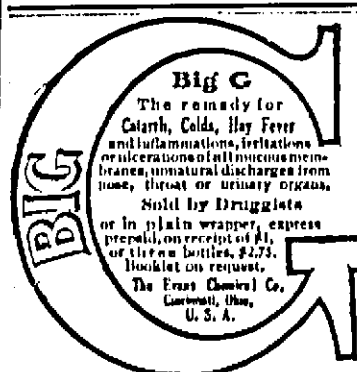 BIG
Big G
The remedy for
Catarrh, Colds, Hay Fever
and inflammations, irritations
or ulcerations of all mucous mem-
branes, unnatural discharges from
nose, throat or urinary organs.
Sold by Druggists
or in plain wrapper, express
prepaid, on receipt of $1,
or three bottles, $2.75.
Booklet on request.
The Evans Chemical Co.
Cincinnati, Ohio,
U. S. A.